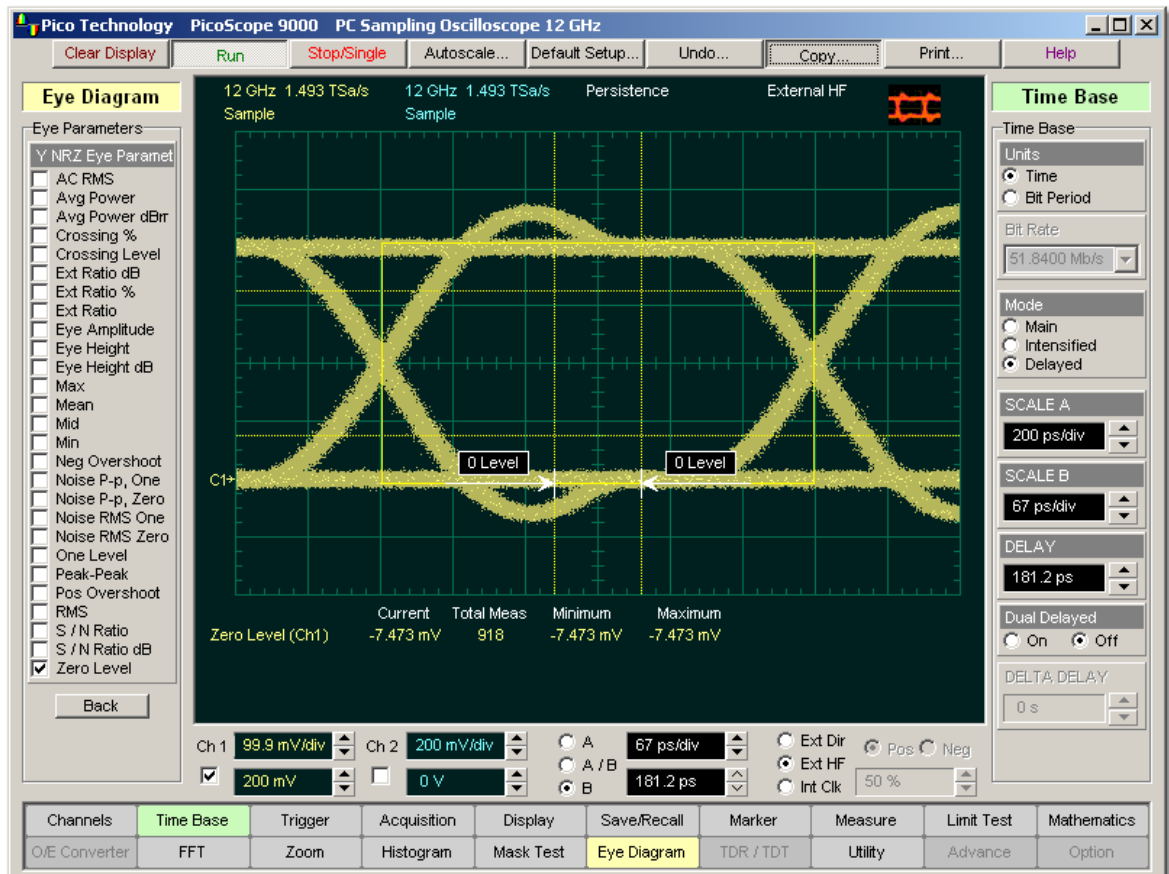 Pico Technology PicoScope 9000 PC Sampling Oscilloscope 12 GHz
Clear Display Run Stop/Single Autoscale... Default Setup... Undo... Copy... Print... Help
Eye Diagram
Eye Parameters
Y NRZ Eye Paramet
AC RMS
Avg Power
Avg Power dBm
Crossing %
Crossing Level
Ext Ratio dB
Ext Ratio %
Ext Ratio
Eye Amplitude
Eye Height
Eye Height dB
Max
Mean
Mid
Min
Neg Overshoot
Noise P-p, One
Noise P-p, Zero
Noise RMS One
Noise RMS Zero
One Level
Peak-Peak
Pos Overshoot
RMS
S / N Ratio
S / N Ratio dB
Zero Level
Back
12 GHz 1.493 TSa/s 12 GHz 1.493 TSa/s Persistence External HF
Sample Sample
0 Level 0 Level
C1
Current Total Meas Minimum Maximum
Zero Level (Ch1) -7.473 mV 918 -7.473 mV -7.473 mV
Time Base
Time Base
Units
Time
Bit Period
Bit Rate
51.8400 Mb/s
Mode
Main
Intensified
Delayed
SCALE A
200 ps/div
SCALE B
67 ps/div
DELAY
181.2 ps
Dual Delayed
On Off
DELTA DELAY
0 s
Ch 1 99.9 mV/div Ch 2 200 mV/div A 67 ps/div Ext Dir Pos Neg
A / B Ext HF
200 mV 0 V B 181.2 ps Int Clk 50 %
Channels Time Base Trigger Acquisition Display Save/Recall Marker Measure Limit Test Mathematics
O/E Converter FFT Zoom Histogram Mask Test Eye Diagram TDR / TDT Utility Advance Option